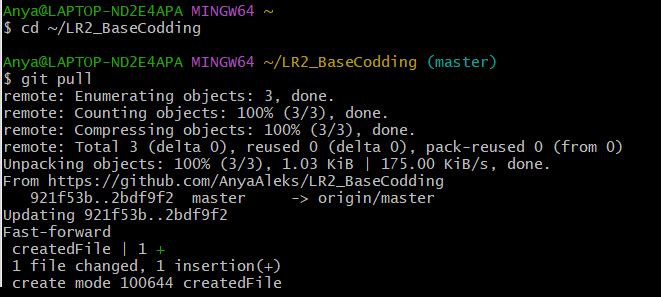 Anya@LAPTOP-ND2E4APA MINGW64 ~
$ cd ~/LR2_BaseCodding
Anya@LAPTOP-ND2E4APA MINGW64 ~/LR2_BaseCodding (master)
$ git pull
remote: Enumerating objects: 3, done.
remote: Counting objects: 100% (3/3), done.
remote: Compressing objects: 100% (3/3), done.
remote: Total 3 (delta 0), reused 0 (delta 0), pack-reused 0 (from 0)
Unpacking objects: 100% (3/3), 1.03 KiB | 175.00 KiB/s, done.
From https://github.com/AnyaAleks/LR2_BaseCodding
   921f53b..2bdf9f2  master     -> origin/master
Updating 921f53b..2bdf9f2
Fast-forward
 createdFile | 1 +
 1 file changed, 1 insertion(+)
 create mode 100644 createdFile